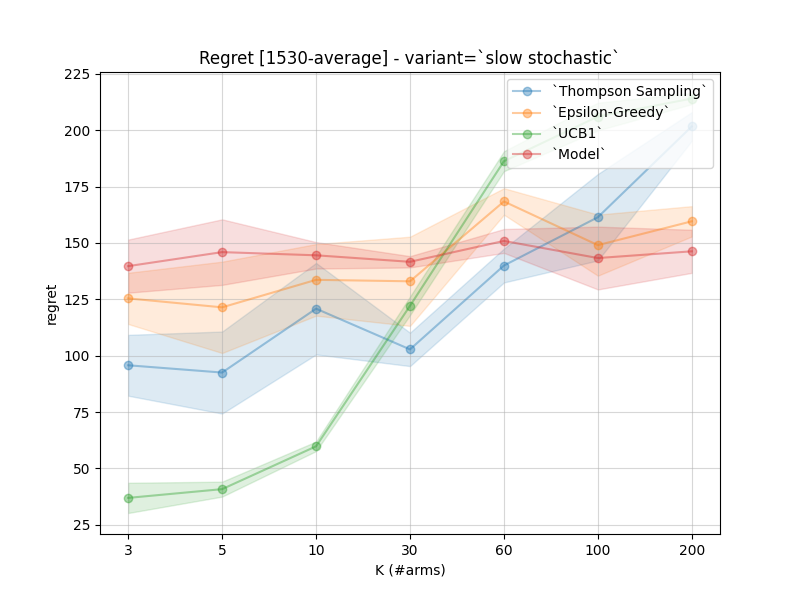 Regret [1530-average] - variant=`slow stochastic`
225
200
175
150
125
100
75
50
25
regret
`Thompson Sampling`
`Epsilon-Greedy`
`UCB1`
`Model`
3 5 10 30 60 100 200
K (#arms)